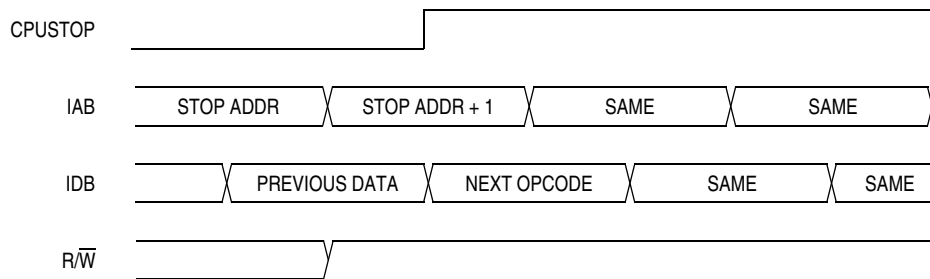 CPUSTOP
IAB STOP ADDR STOP ADDR + 1 SAME SAME
IDB PREVIOUS DATA NEXT OPCODE SAME SAME
R/W̅